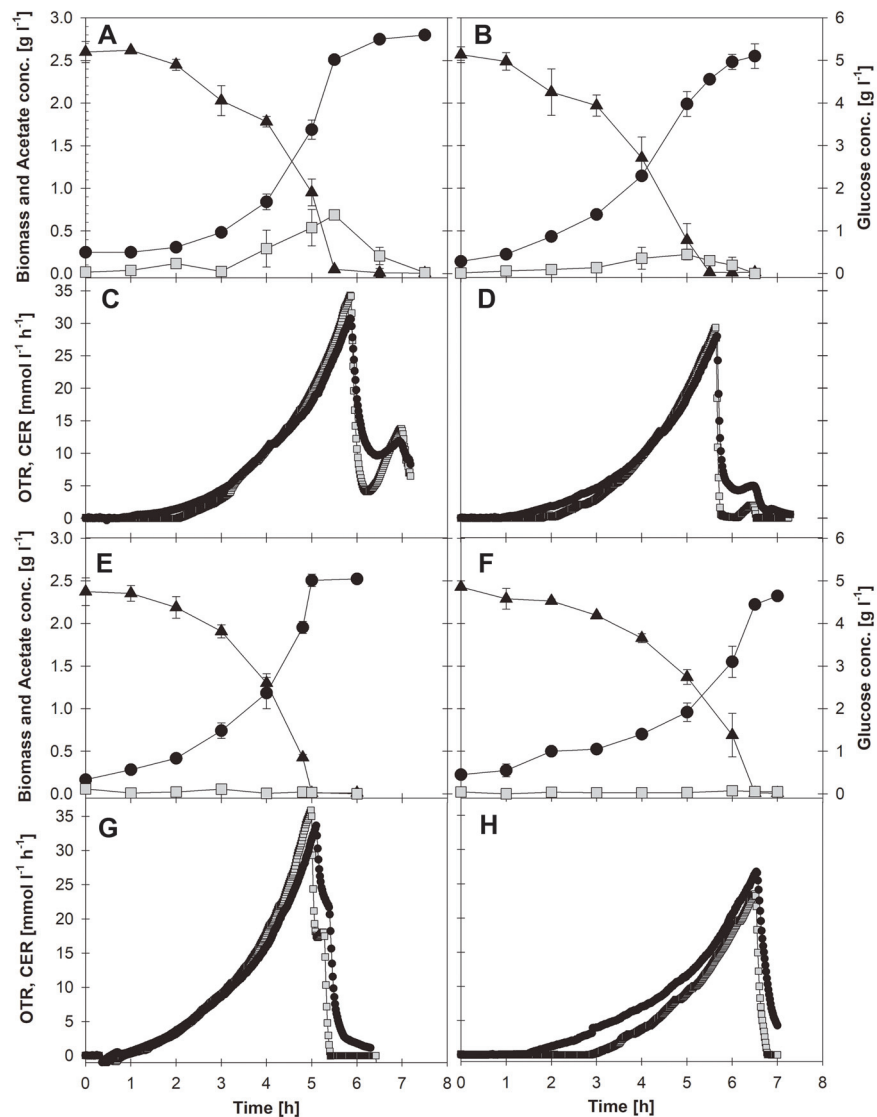 A
B
3.0
2.5
2.0
1.5
1.0
0.5
0.0
Biomass and Acetate conc. [g l-1]
6
5
4
3
2
1
0
Glucose conc. [g l-1]
C
D
35
30
25
20
15
10
5
0
OTR, CER [mmol l-1 h-1]
E
F
3.0
2.5
2.0
1.5
1.0
0.5
0.0
Biomass and Acetate conc. [g l-1]
6
5
4
3
2
1
0
Glucose conc. [g l-1]
G
H
35
30
25
20
15
10
5
0
OTR, CER [mmol l-1 h-1]
0 1 2 3 4 5 6 7
0 1 2 3 4 5 6 7 8
Time [h]
Time [h]